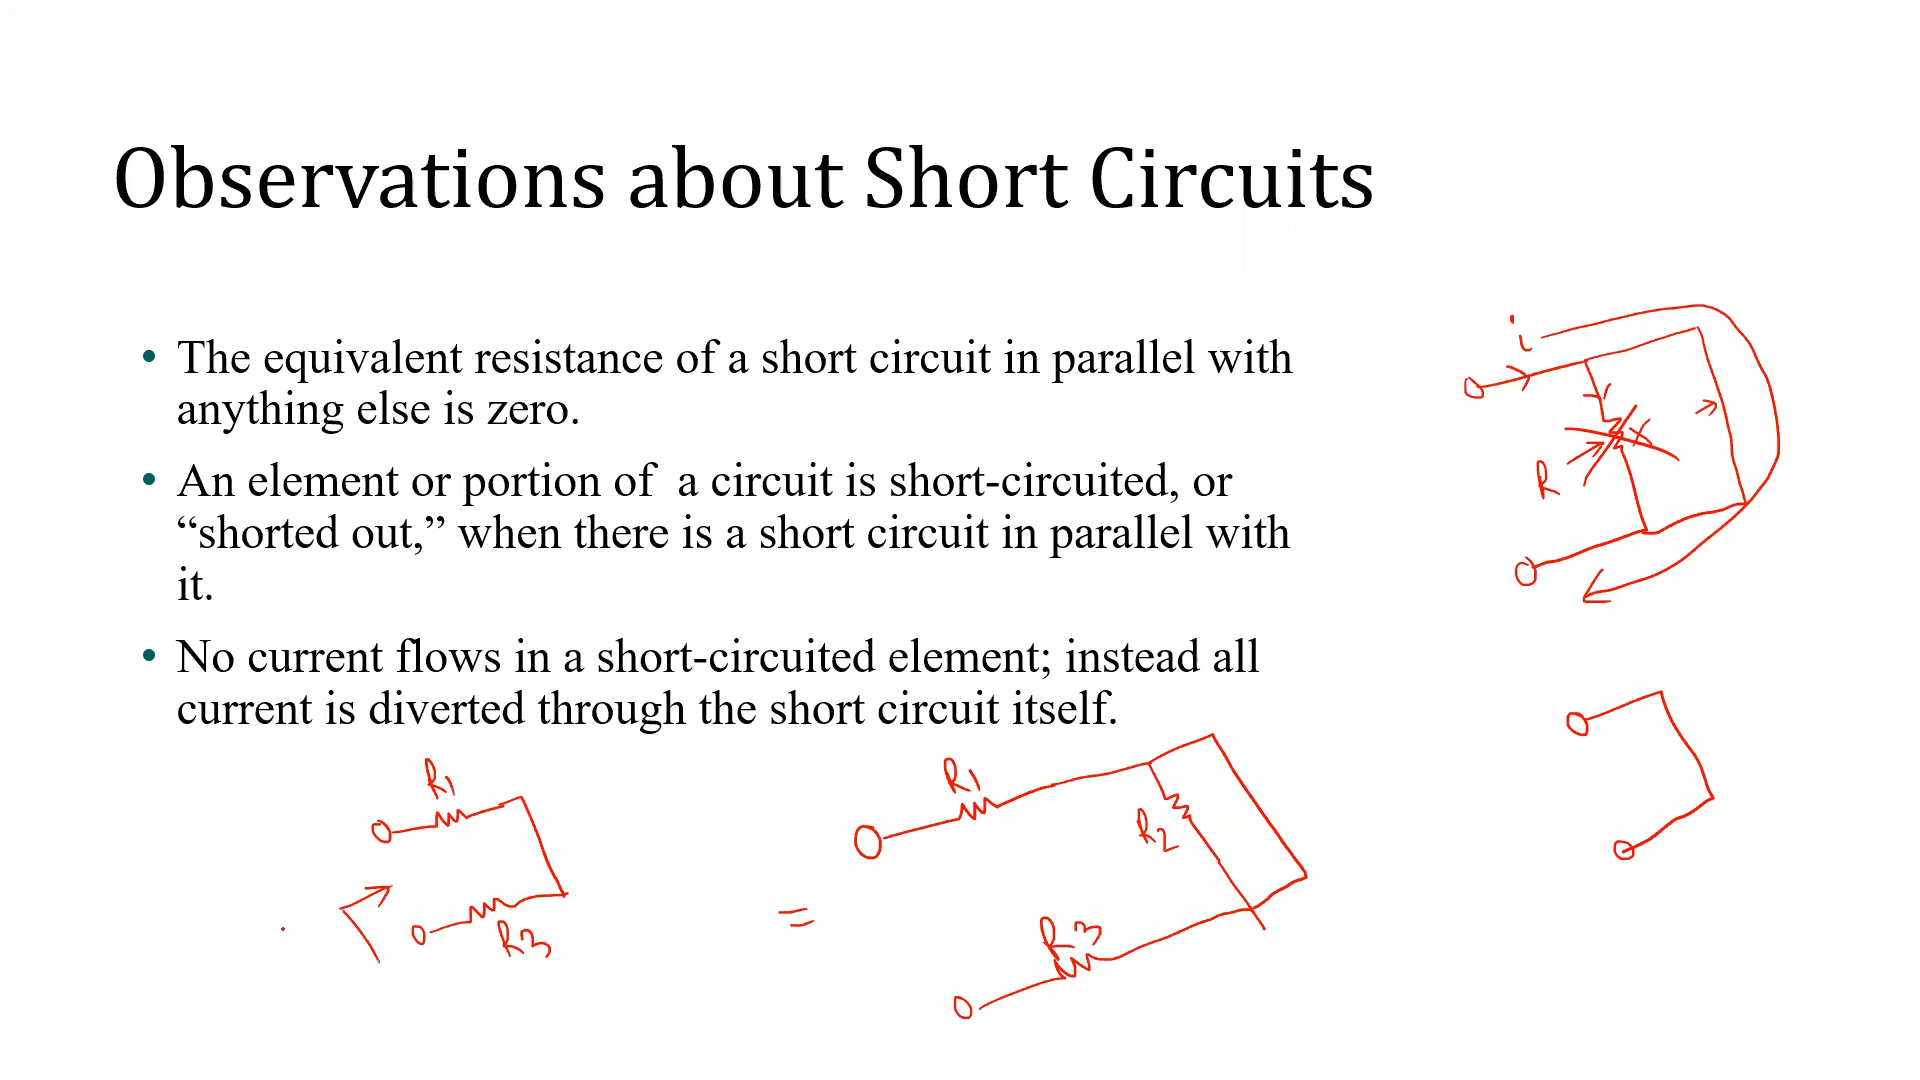 Observations about Short Circuits
• The equivalent resistance of a short circuit in parallel with
anything else is zero.
• An element or portion of a circuit is short-circuited, or
“shorted out,” when there is a short circuit in parallel with
it.
• No current flows in a short-circuited element; instead all
current is diverted through the short circuit itself.
i
R
x
R1
R3
=
R1
R2
R3